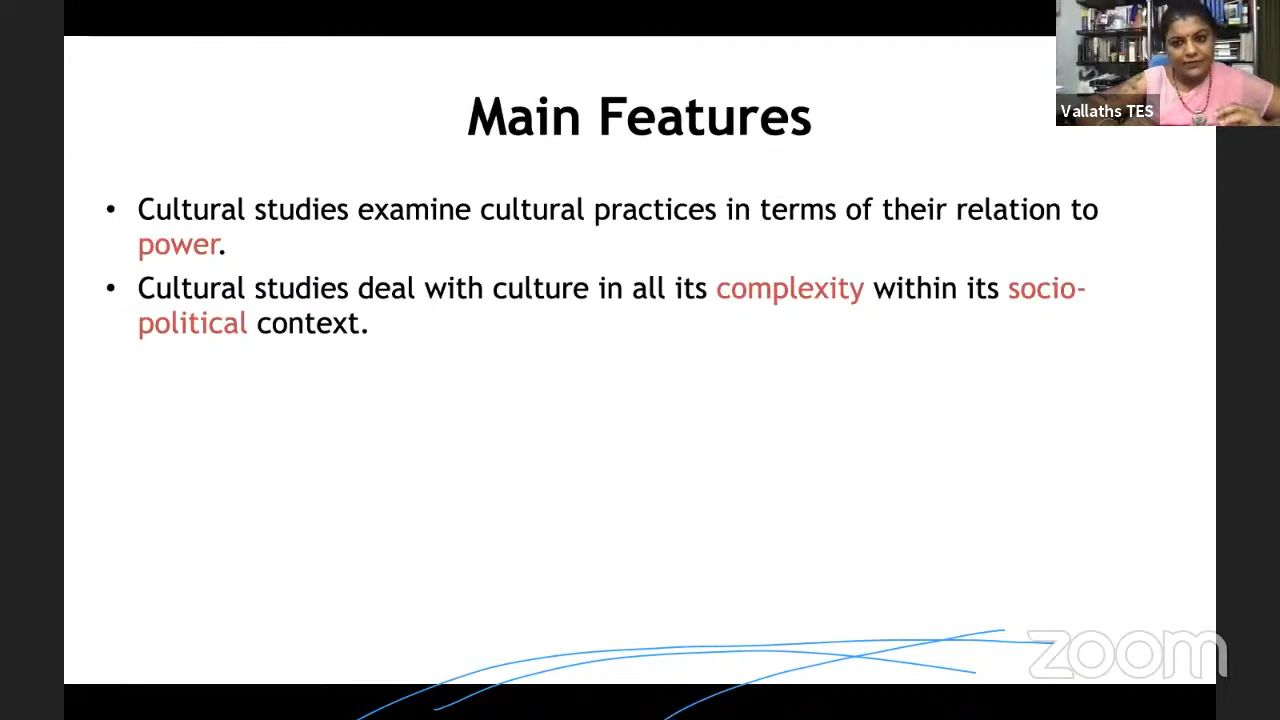 Vallaths TES
Main Features
• Cultural studies examine cultural practices in terms of their relation to
power.
• Cultural studies deal with culture in all its complexity within its socio-
political context.
zoom